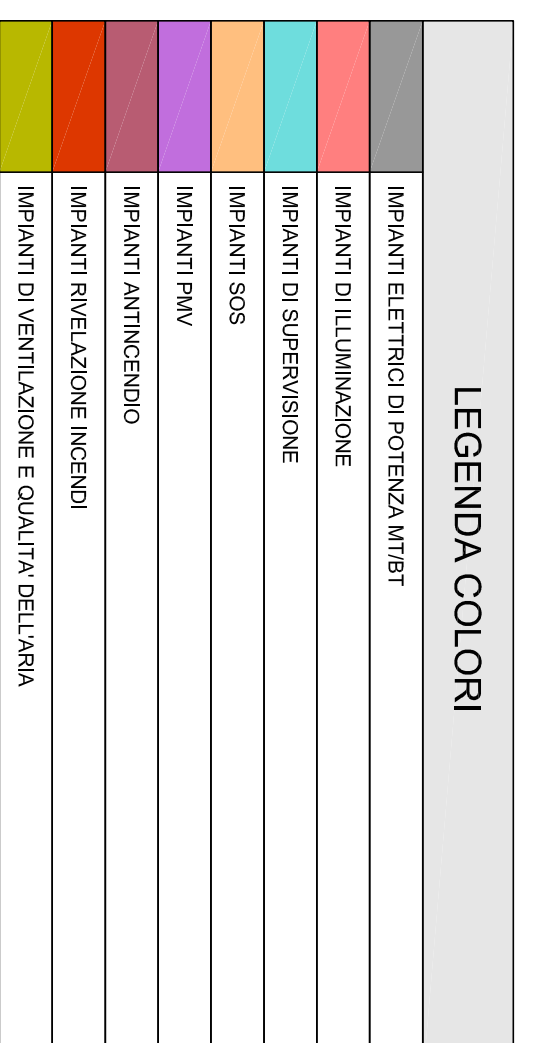 LEGENDA COLORI
IMPIANTI ELETTRICI DI POTENZA MT/BT
IMPIANTI DI ILLUMINAZIONE
IMPIANTI DI SUPERVISIONE
IMPIANTI SOS
IMPIANTI PMV
IMPIANTI ANTINCENDIO
IMPIANTI RIVELAZIONE INCENDI
IMPIANTI DI VENTILAZIONE E QUALITA' DELL'ARIA